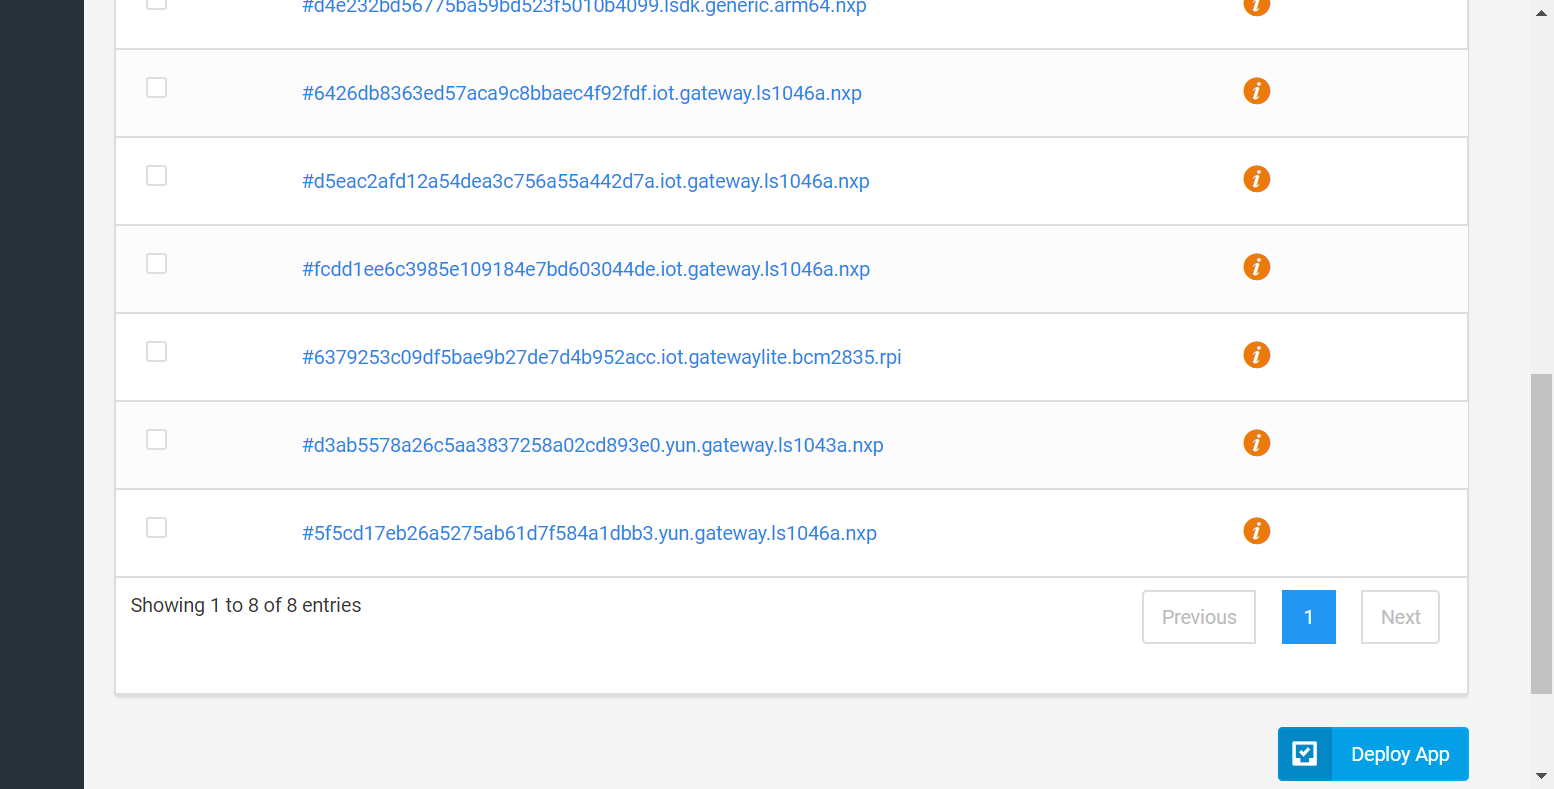 #d4e232bd56775ba59bd523f5010b4099.lsdk.generic.arm64.nxp
#6426db8363ed57aca9c8bbaec4f92fdf.iot.gateway.ls1046a.nxp
#d5eac2afd12a54dea3c756a55a442d7a.iot.gateway.ls1046a.nxp
#fcdd1ee6c3985e109184e7bd603044de.iot.gateway.ls1046a.nxp
#6379253c09df5bae9b27de7d4b952acc.iot.gatewaylite.bcm2835.rpi
#d3ab5578a26c5aa3837258a02cd893e0.yun.gateway.ls1043a.nxp
#5f5cd17eb26a5275ab61d7f584a1dbb3.yun.gateway.ls1046a.nxp
Showing 1 to 8 of 8 entries
Previous 1 Next
Deploy App